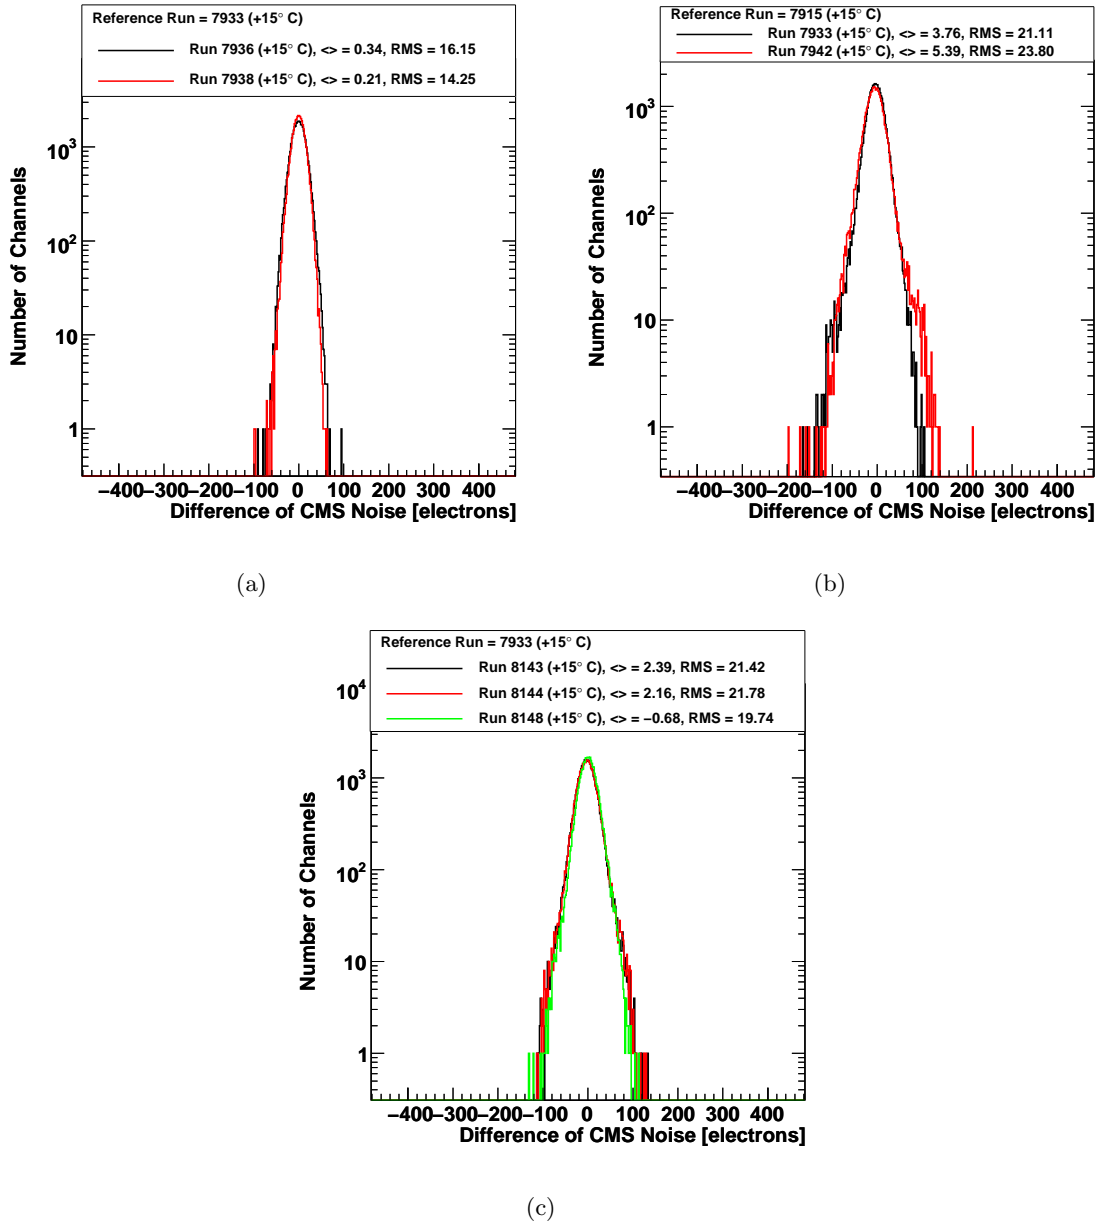 Reference Run = 7933 (+15° C)
Run 7936 (+15° C), <> = 0.34, RMS = 16.15
Run 7938 (+15° C), <> = 0.21, RMS = 14.25
10³
10²
10
1
Number of Channels
−400−300−200−100 0 100 200 300 400
Difference of CMS Noise [electrons]
(a)
Reference Run = 7915 (+15° C)
Run 7933 (+15° C), <> = 3.76, RMS = 21.11
Run 7942 (+15° C), <> = 5.39, RMS = 23.80
10³
10²
10
1
Number of Channels
−400−300−200−100 0 100 200 300 400
Difference of CMS Noise [electrons]
(b)
Reference Run = 7933 (+15° C)
Run 8143 (+15° C), <> = 2.39, RMS = 21.42
Run 8144 (+15° C), <> = 2.16, RMS = 21.78
Run 8148 (+15° C), <> = −0.68, RMS = 19.74
10⁴
10³
10²
10
1
Number of Channels
−400−300−200−100 0 100 200 300 400
Difference of CMS Noise [electrons]
(c)